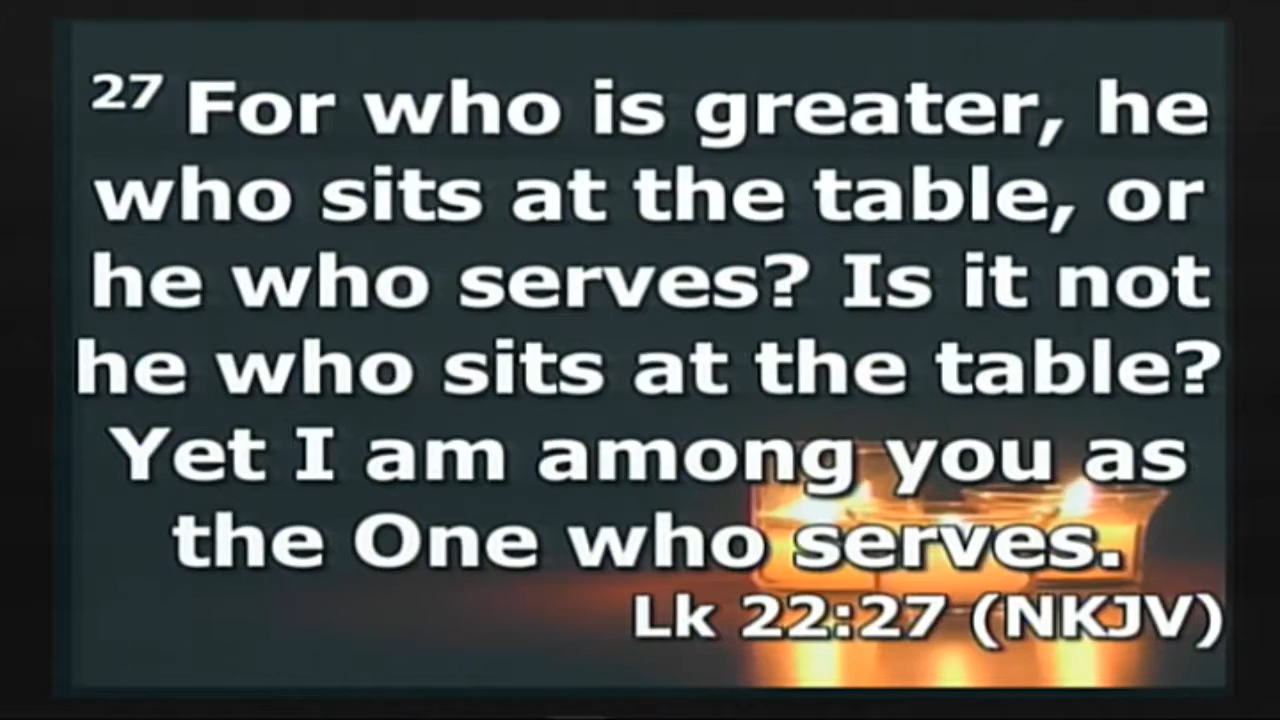 27 For who is greater, he
who sits at the table, or
he who serves? Is it not
he who sits at the table?
Yet I am among you as
the One who serves.
Lk 22:27 (NKJV)